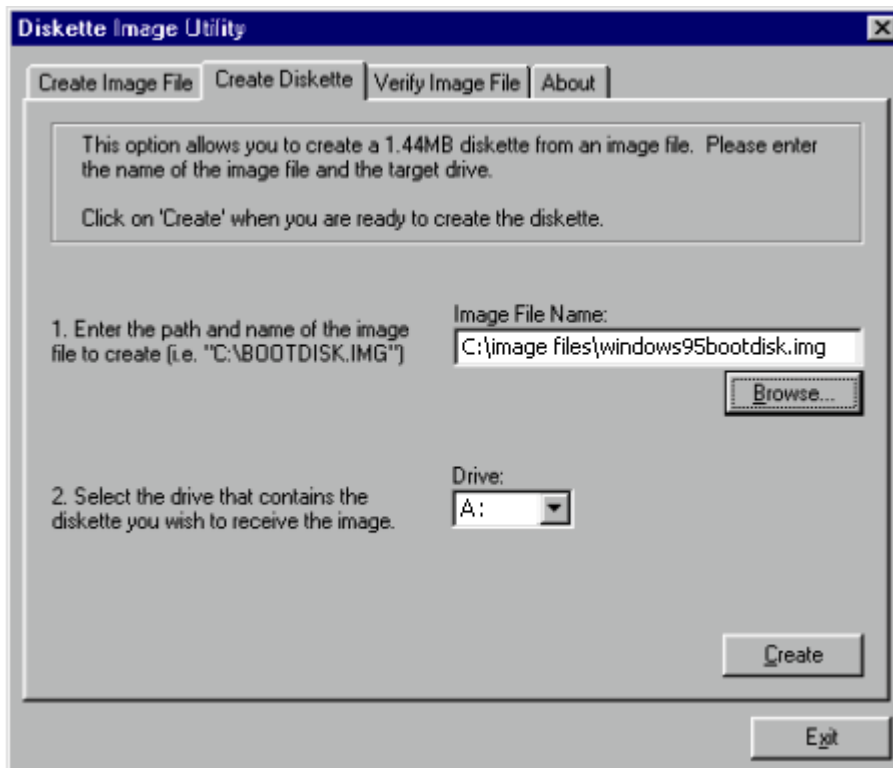 Diskette Image Utility
Create Image File
Create Diskette
Verify Image File
About
This option allows you to create a 1.44MB diskette from an image file. Please enter
the name of the image file and the target drive.
Click on 'Create' when you are ready to create the diskette.
1. Enter the path and name of the image
file to create (i.e. "C:\BOOTDISK.IMG")
Image File Name:
C:\image files\windows95bootdisk.img
Browse...
2. Select the drive that contains the
diskette you wish to receive the image.
Drive:
A:
Create
Exit